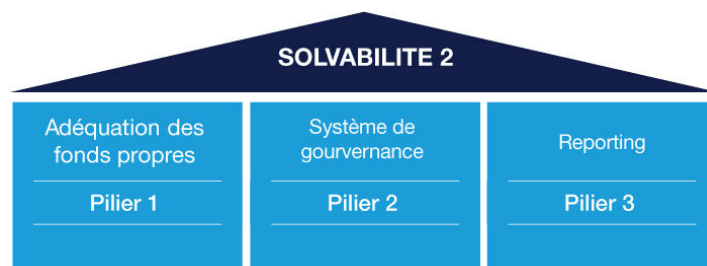 SOLVABILITE 2
Adéquation des
fonds propres
Pilier 1
Système de
gourvernance
Pilier 2
Reporting
Pilier 3